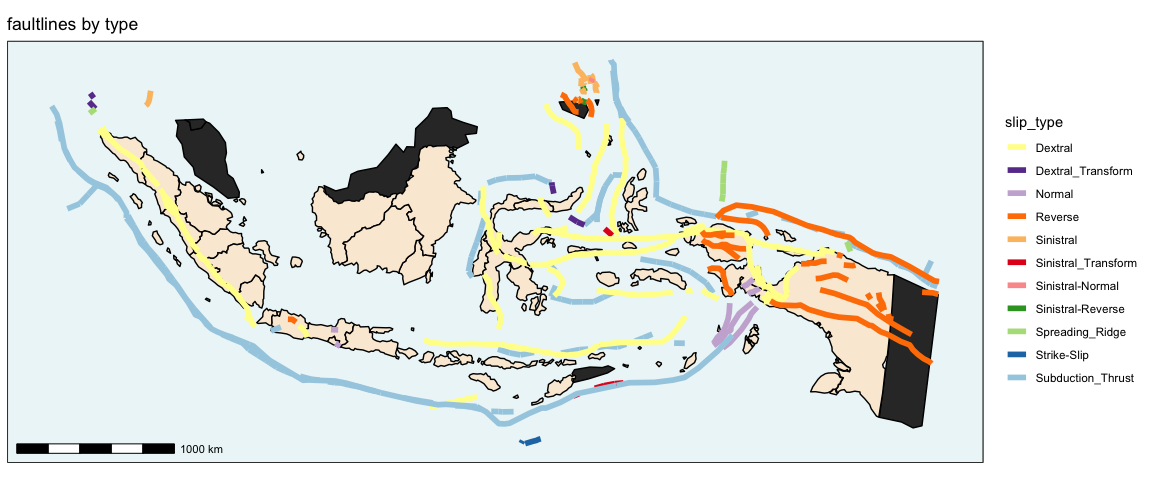 faultlines by type
slip_type
Dextral
Dextral_Transform
Normal
Reverse
Sinistral
Sinistral_Transform
Sinistral-Normal
Sinistral-Reverse
Spreading_Ridge
Strike-Slip
Subduction_Thrust
1000 km